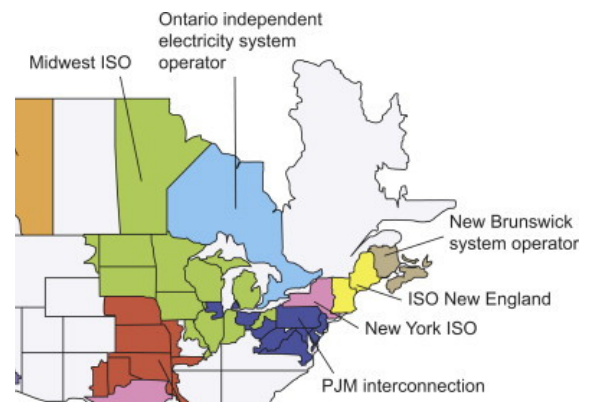 Ontario independent
electricity system
operator
Midwest ISO
New Brunswick
system operator
ISO New England
New York ISO
PJM interconnection